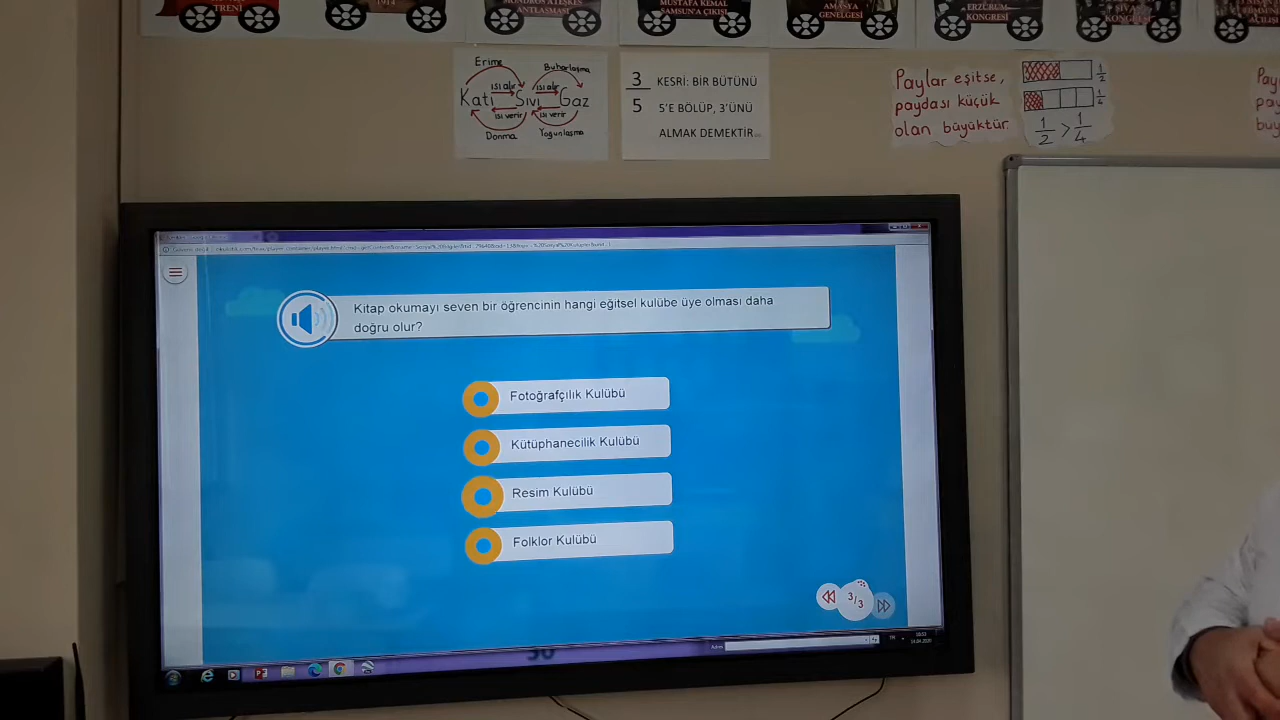 TRENİ
1914
MONDROS ATEŞKES
ANTLAŞMASI
MUSTAFA KEMAL
SAMSUN'A ÇIKIŞI
AMASYA
GENELGESİ
ERZURUM
KONGRESİ
SİVAS
KONGRESİ
Erime
Buharlaşma
ısı alır
ısı alır
Katı Sıvı Gaz
ısı verir
ısı verir
Donma
Yoğunlaşma
3 KESRİ: BİR BÜTÜNÜ
5 5'E BÖLÜP, 3'ÜNÜ
ALMAK DEMEKTİR
Paylar eşitse,
paydası küçük
olan büyüktür.
1/2
1/4
1/2 > 1/4
Kitap okumayı seven bir öğrencinin hangi eğitsel kulübe üye olması daha
doğru olur?
Fotoğrafçılık Kulübü
Kütüphanecilik Kulübü
Resim Kulübü
Folklor Kulübü
3/3